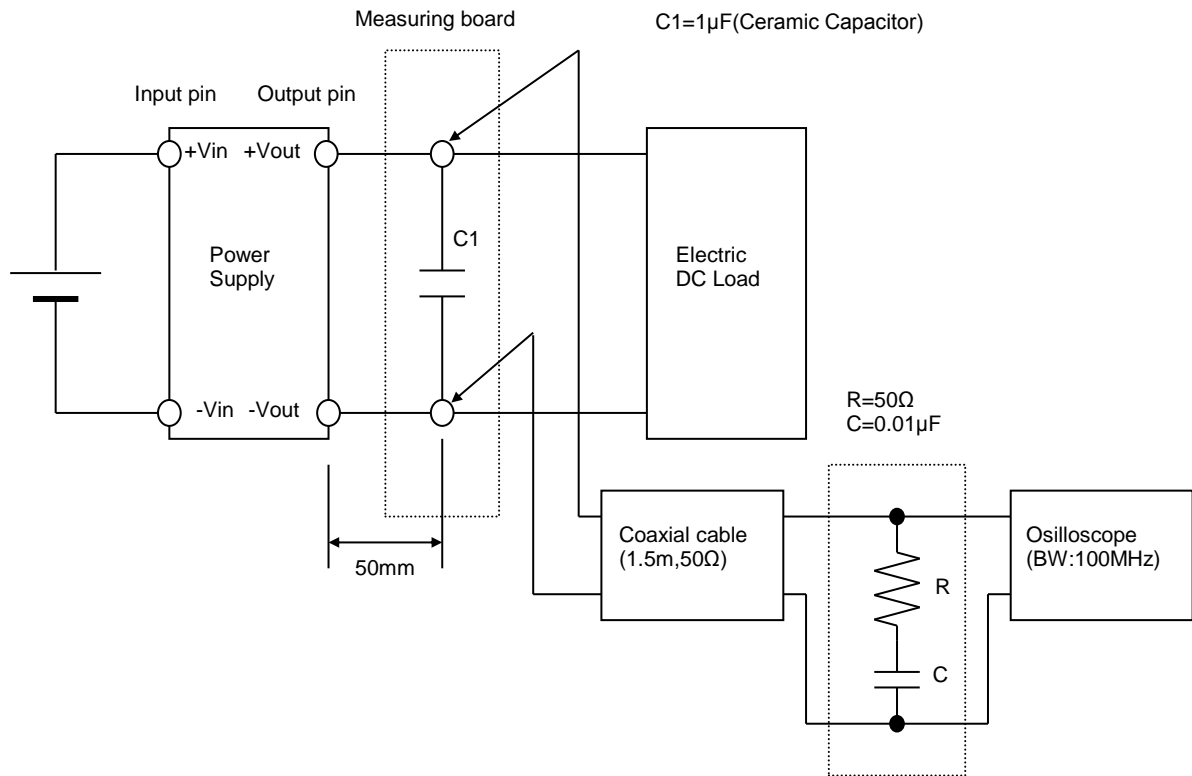 Measuring board
C1=1µF(Ceramic Capacitor)
Input pin
Output pin
+Vin
+Vout
C1
Power
Supply
Electric
DC Load
-Vin
-Vout
R=50Ω
C=0.01µF
50mm
Coaxial cable
(1.5m,50Ω)
R
C
Osilloscope
(BW:100MHz)